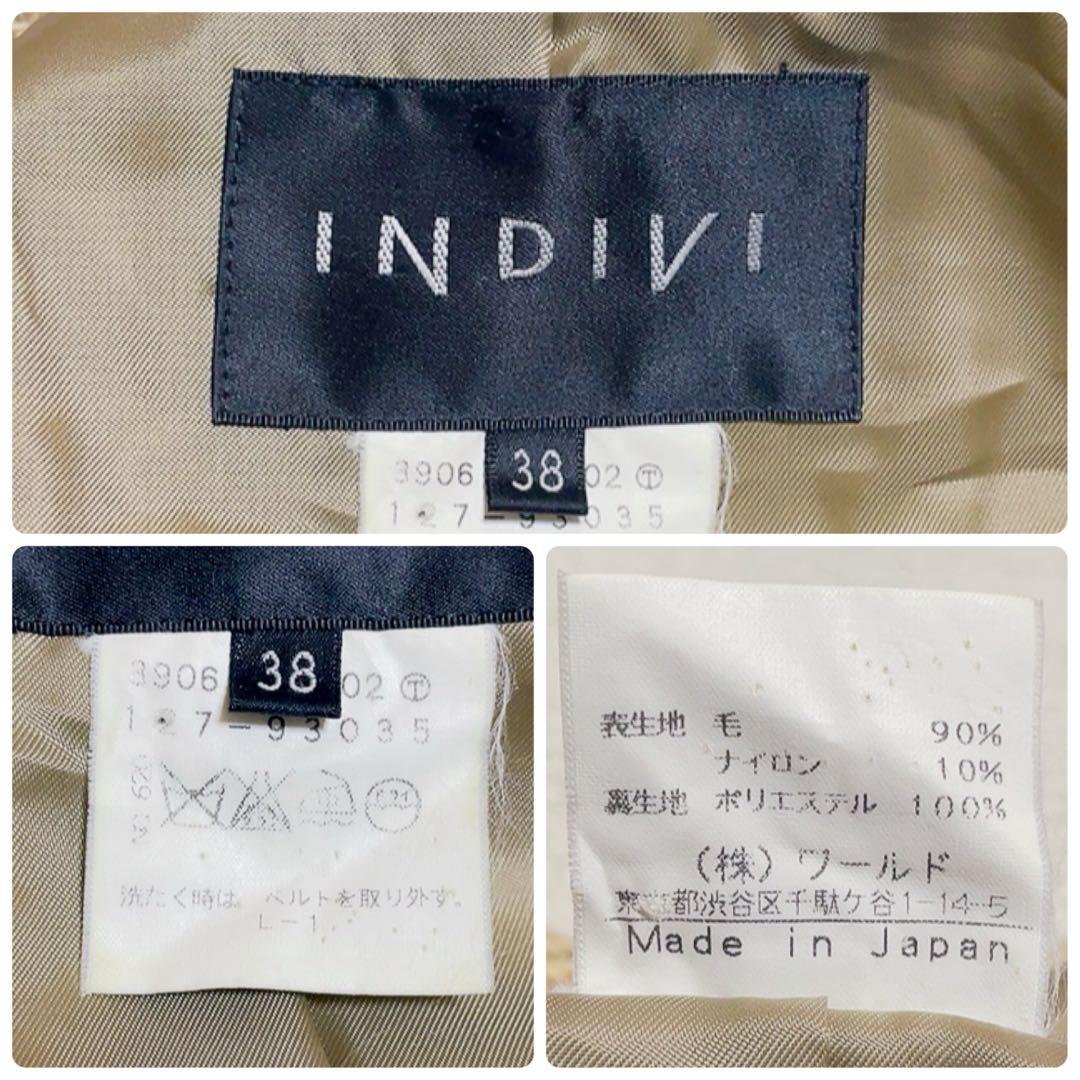 INDIVI
3906 38 02 Ⓣ
127-93035
3906 38 02 Ⓣ
127-93035
洗たく時は、ベルトを取り外す。
L-1
表生地 毛 90%
ナイロン 10%
裏生地 ポリエステル 100%
(株) ワールド
東 都渋谷区千駄ケ谷1-14-5
Made in Japan